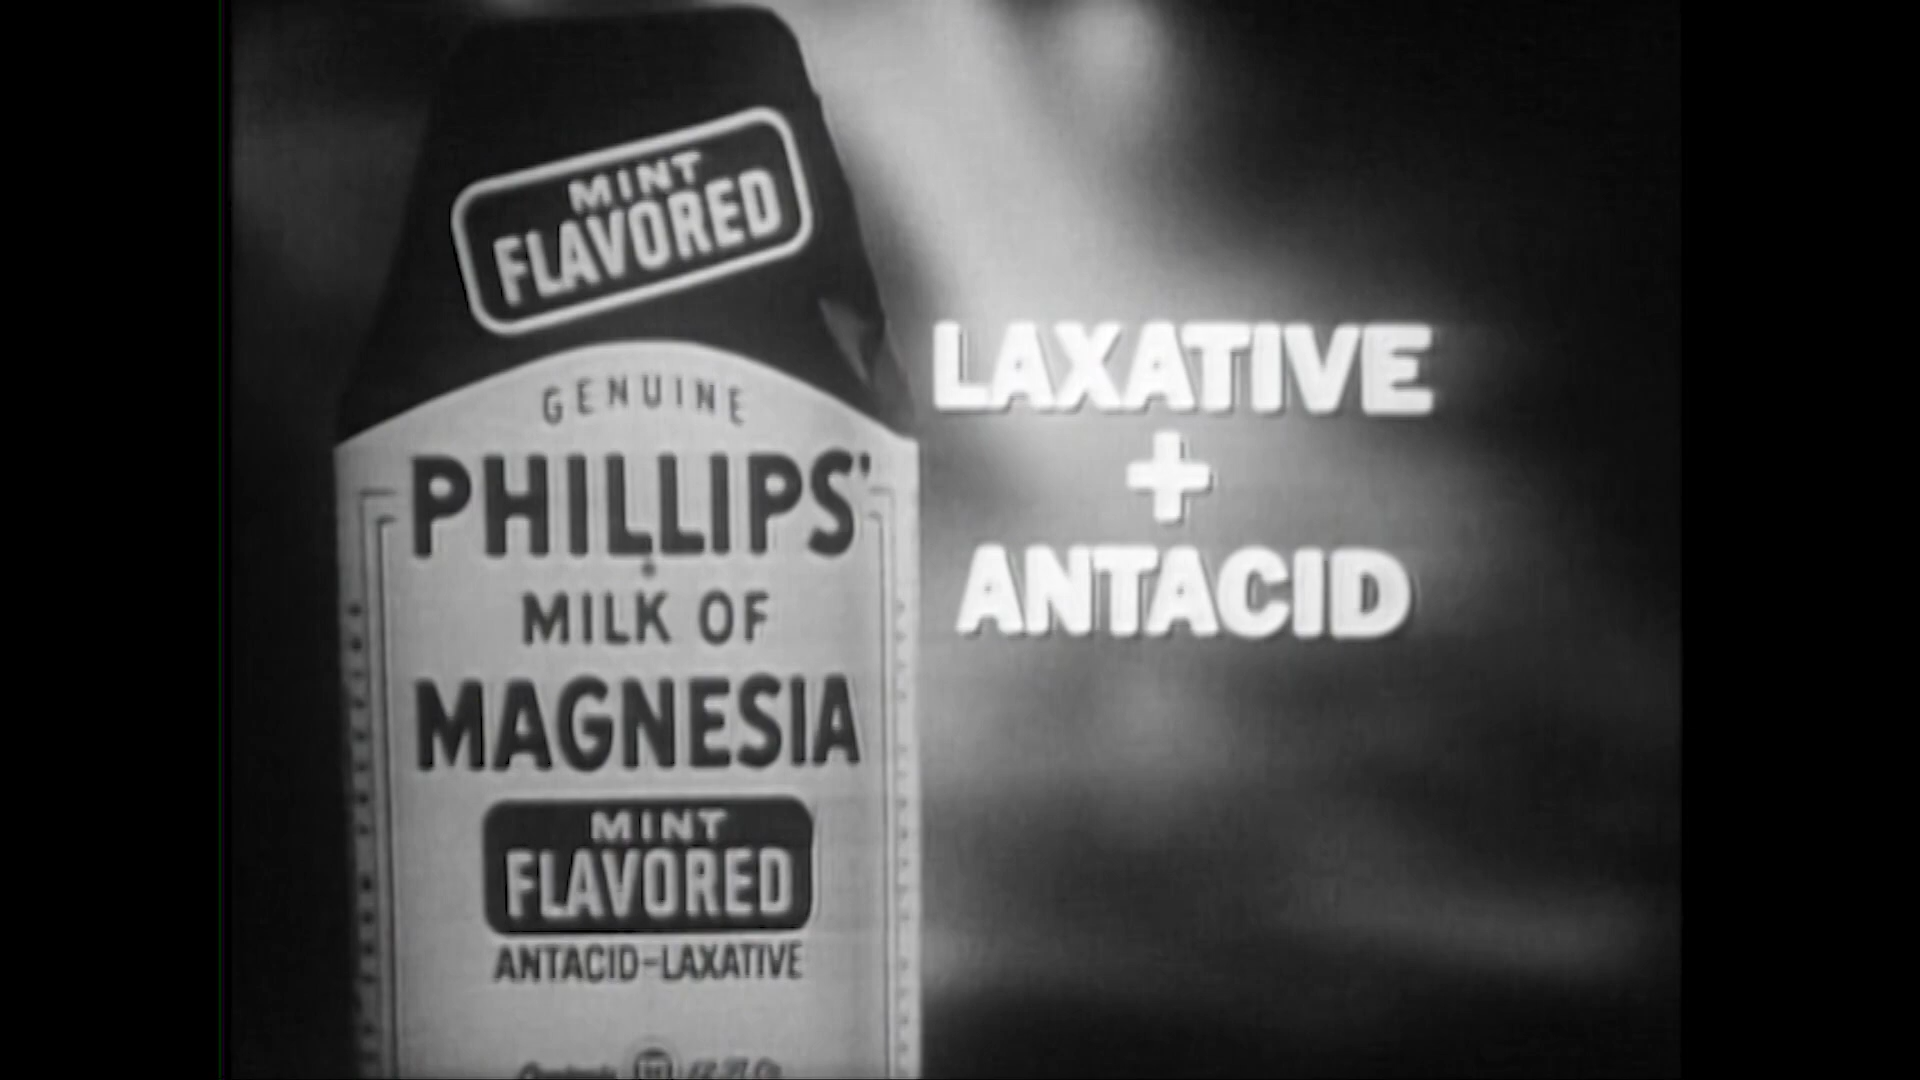 MINT
FLAVORED
GENUINE
PHILLIPS'
MILK OF
MAGNESIA
MINT
FLAVORED
ANTACID-LAXATIVE
LAXATIVE
+
ANTACID